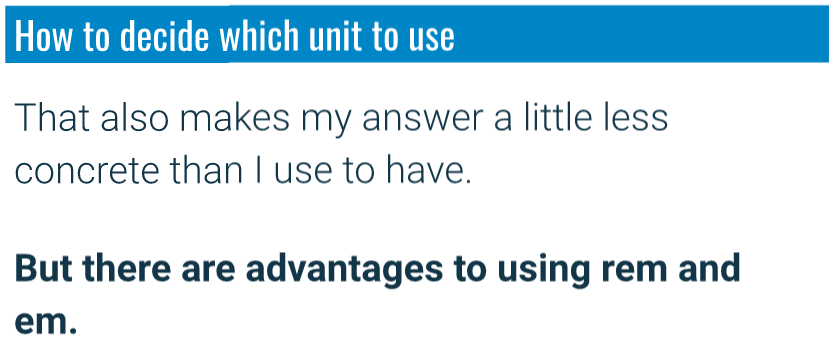 How to decide which unit to use
That also makes my answer a little less
concrete than I use to have.
But there are advantages to using rem and
em.